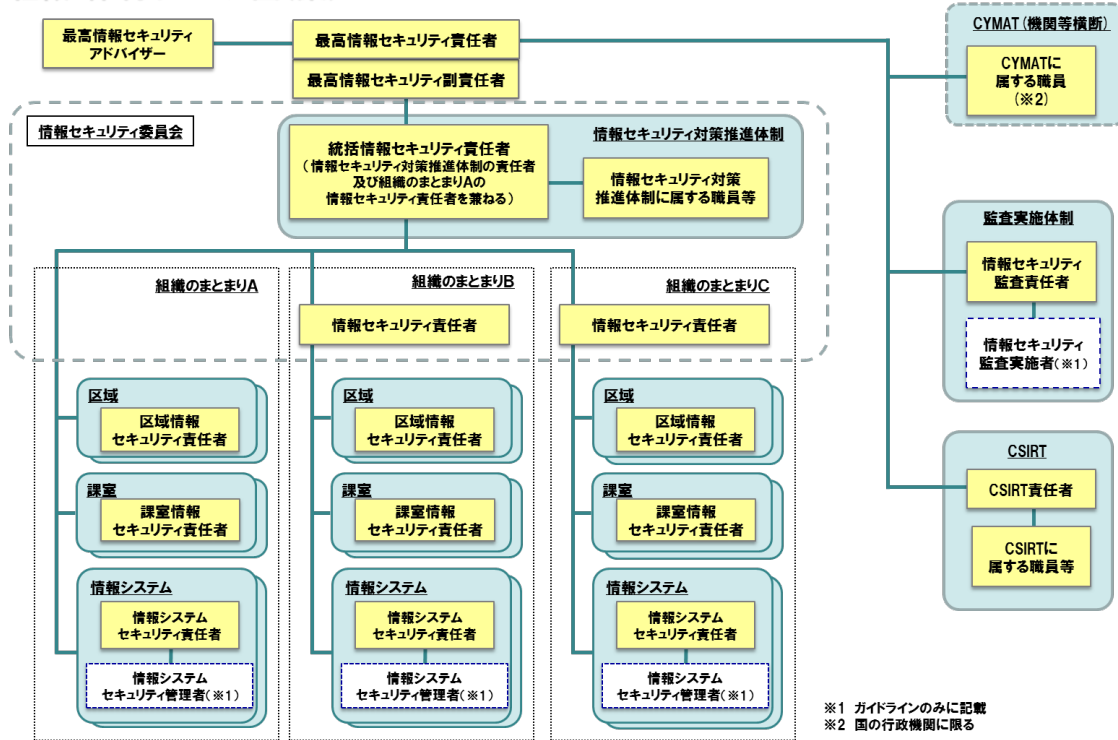 最高情報セキュリティ
アドバイザー
最高情報セキュリティ責任者
最高情報セキュリティ副責任者
CYMAT(機関等横断)
CYMATに
属する職員
(※2)
情報セキュリティ委員会
情報セキュリティ対策推進体制
統括情報セキュリティ責任者
(情報セキュリティ対策推進体制の責任者
及び組織のまとまりAの
情報セキュリティ責任者を兼ねる)
情報セキュリティ対策
推進体制に属する職員等
監査実施体制
情報セキュリティ
監査責任者
情報セキュリティ
監査実施者(※1)
組織のまとまりA
区域
区域情報
セキュリティ責任者
課室
課室情報
セキュリティ責任者
情報システム
情報システム
セキュリティ責任者
情報システム
セキュリティ管理者(※1)
組織のまとまりB
情報セキュリティ責任者
区域
区域情報
セキュリティ責任者
課室
課室情報
セキュリティ責任者
情報システム
情報システム
セキュリティ責任者
情報システム
セキュリティ管理者(※1)
組織のまとまりC
情報セキュリティ責任者
区域
区域情報
セキュリティ責任者
課室
課室情報
セキュリティ責任者
情報システム
情報システム
セキュリティ責任者
情報システム
セキュリティ管理者(※1)
CSIRT
CSIRT責任者
CSIRTに
属する職員等
※1 ガイドラインのみに記載
※2 国の行政機関に限る